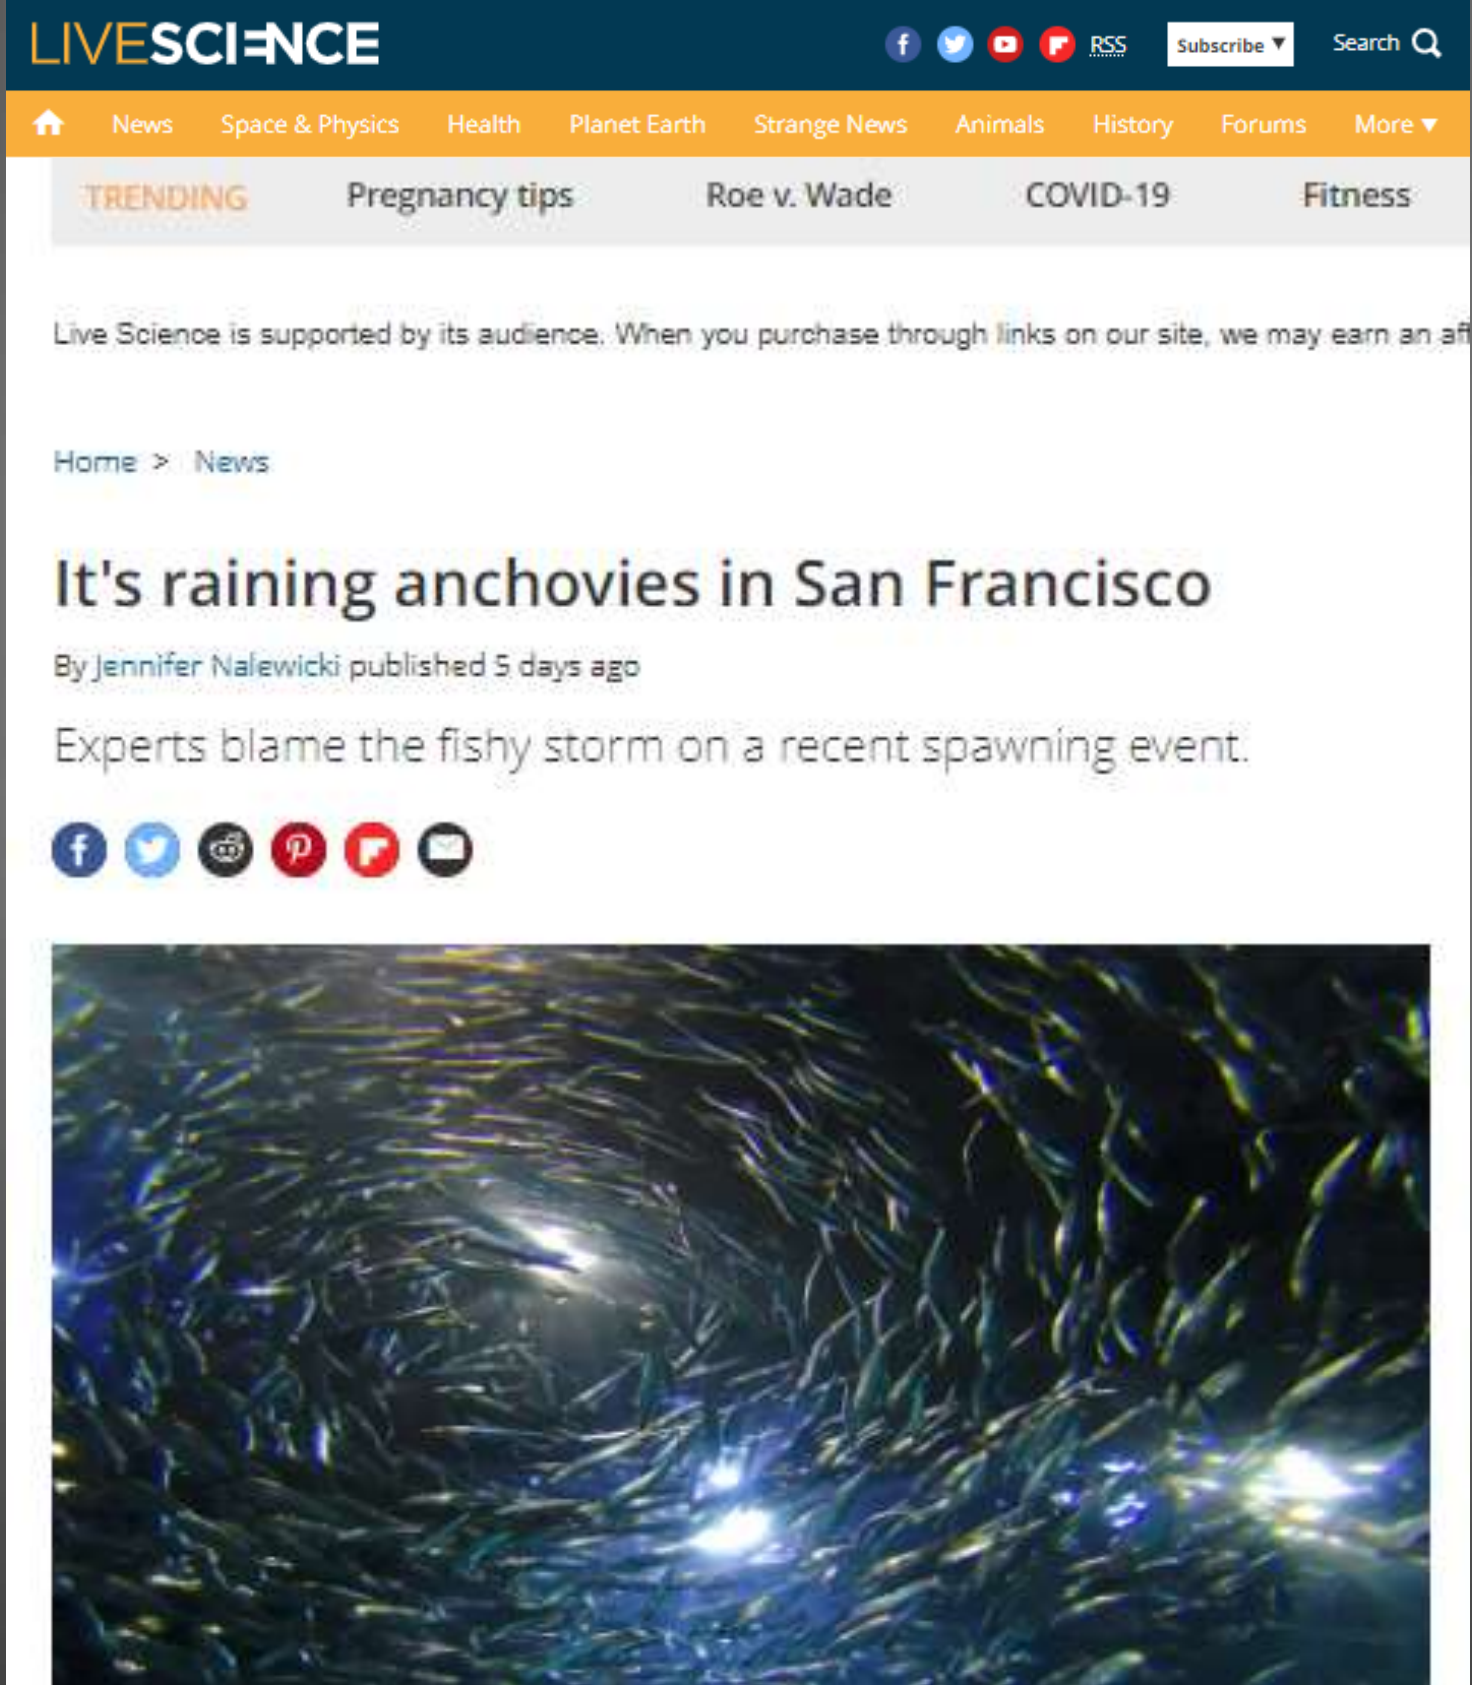 LIVESCIENCE
RSS Subscribe ▼ Search
News Space & Physics Health Planet Earth Strange News Animals History Forums More ▼
TRENDING Pregnancy tips Roe v. Wade COVID-19 Fitness
Live Science is supported by its audience. When you purchase through links on our site, we may earn an aff
Home > News
It's raining anchovies in San Francisco
By Jennifer Nalewicki published 5 days ago
Experts blame the fishy storm on a recent spawning event.